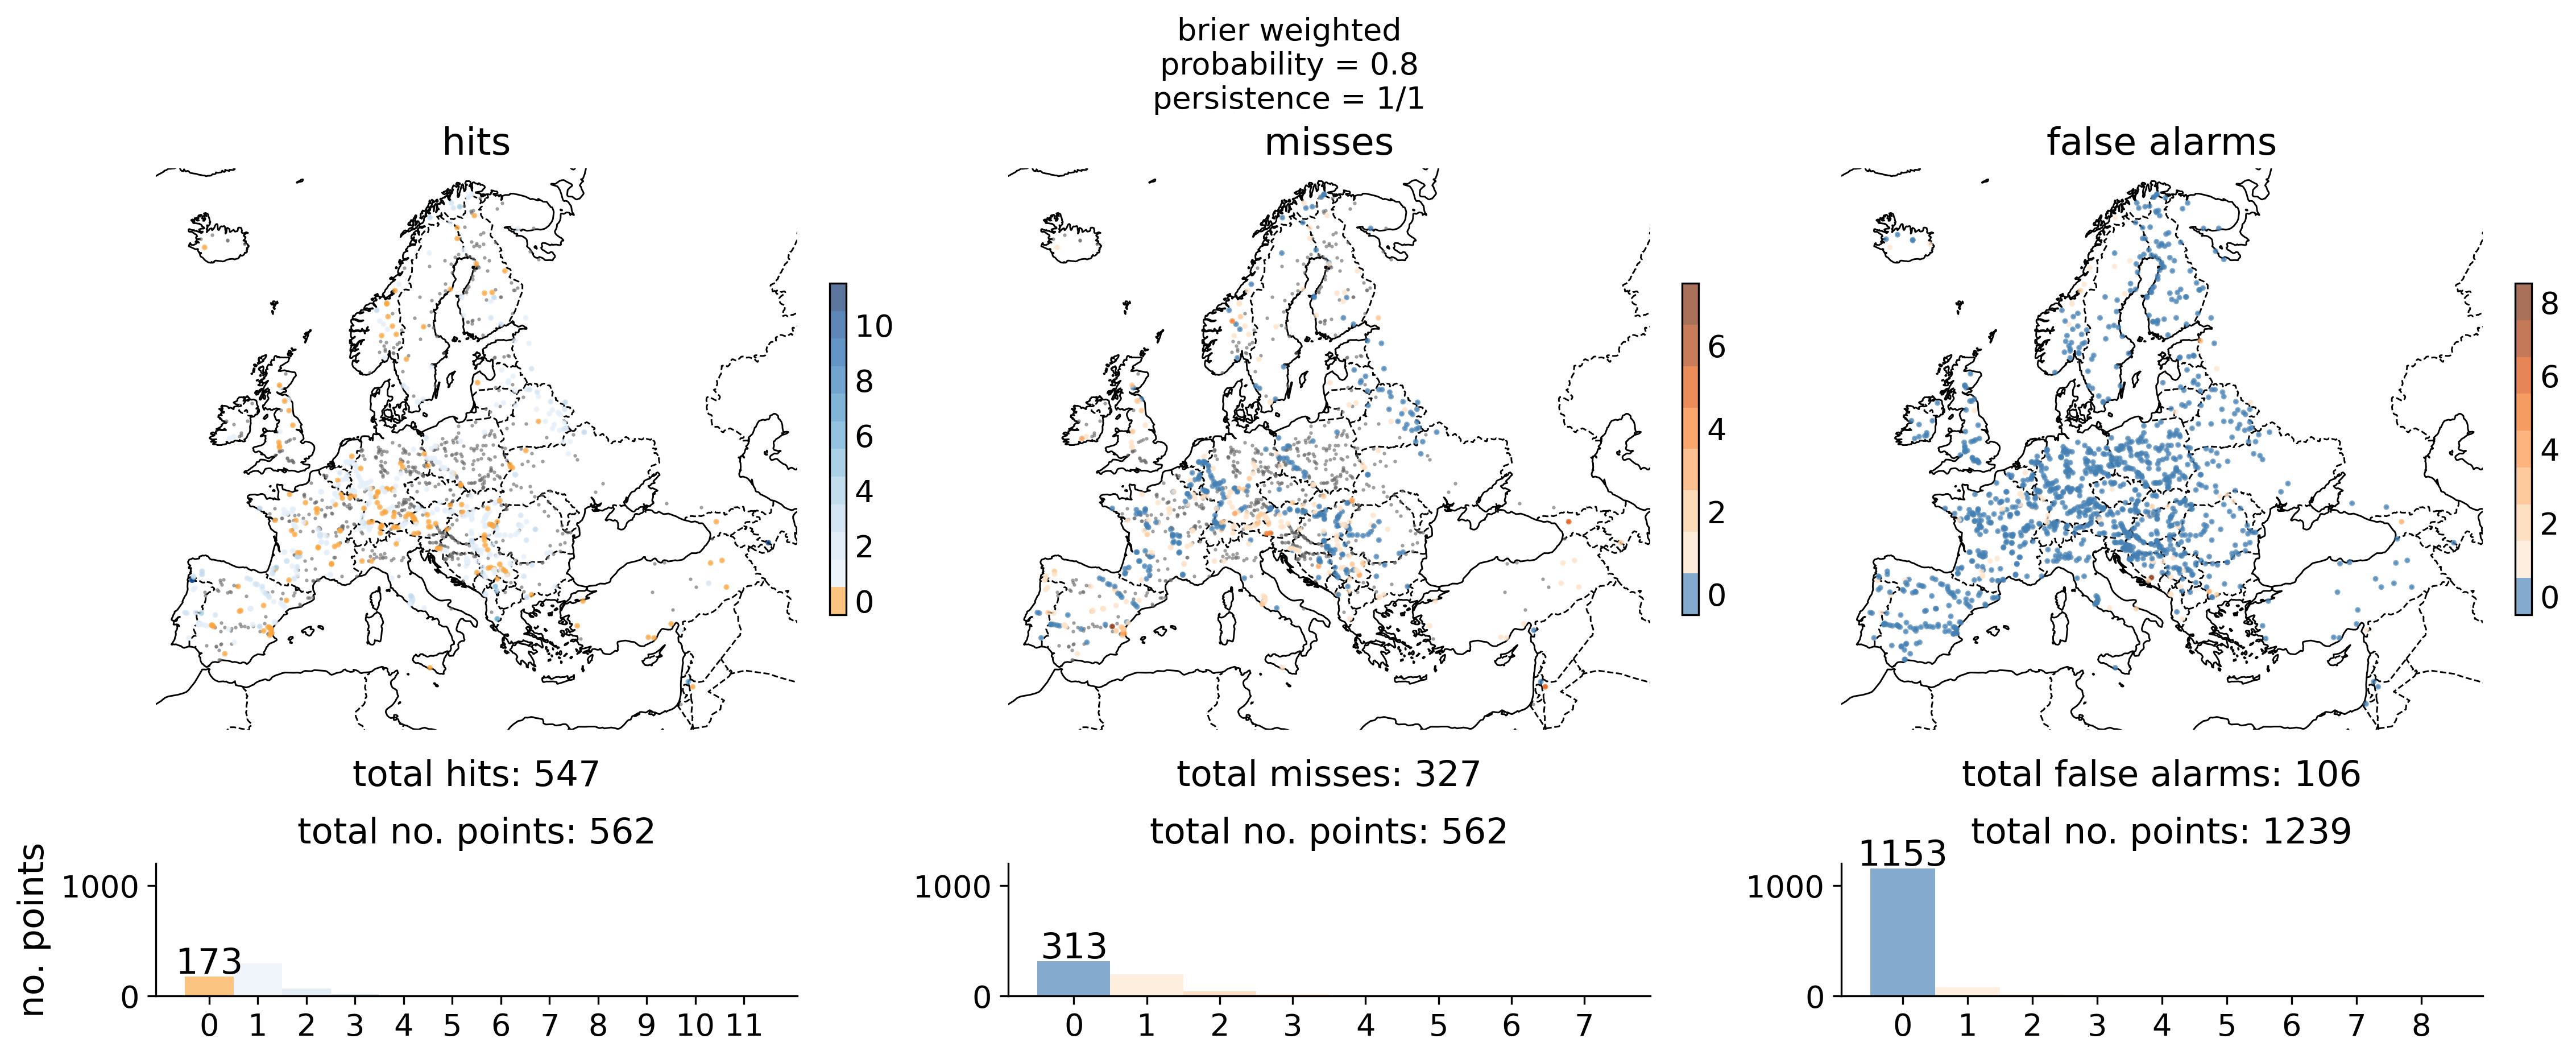 brier weighted
probability = 0.8
persistence = 1/1
hits
misses
false alarms
10
8
6
4
2
0
6
4
2
0
8
6
4
2
0
total hits: 547
total misses: 327
total false alarms: 106
total no. points: 562
total no. points: 562
total no. points: 1239
no. points
1000
0
173
0 1 2 3 4 5 6 7 8 9 10 11
1000
0
313
0 1 2 3 4 5 6 7
1000
0
1153
0 1 2 3 4 5 6 7 8